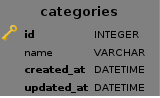 categories
id INTEGER
name VARCHAR
created_at DATETIME
updated_at DATETIME